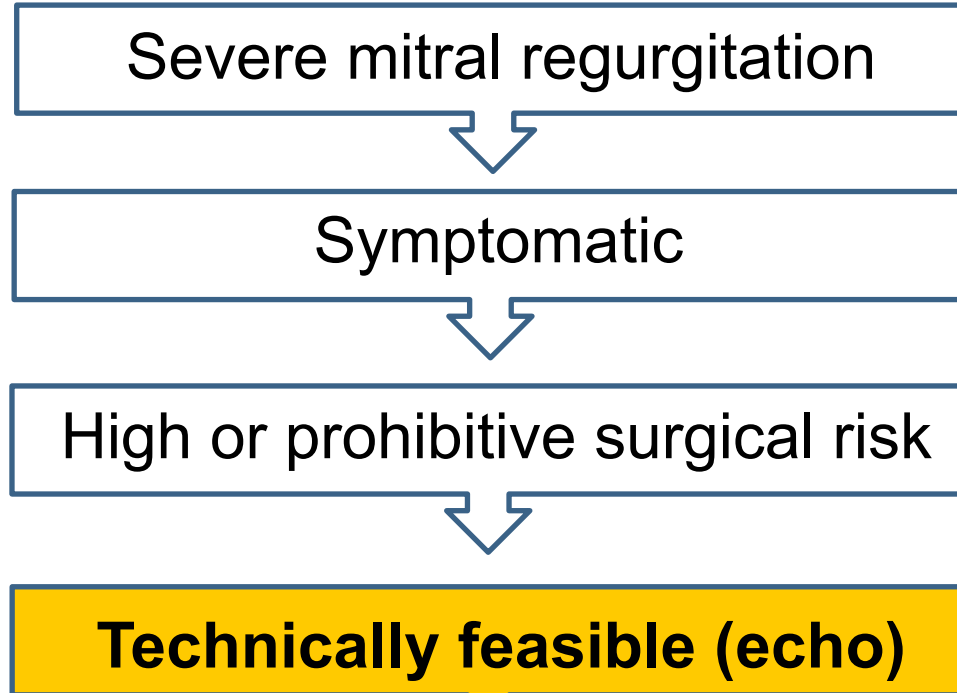 Severe mitral regurgitation
Symptomatic
High or prohibitive surgical risk
Technically feasible (echo)